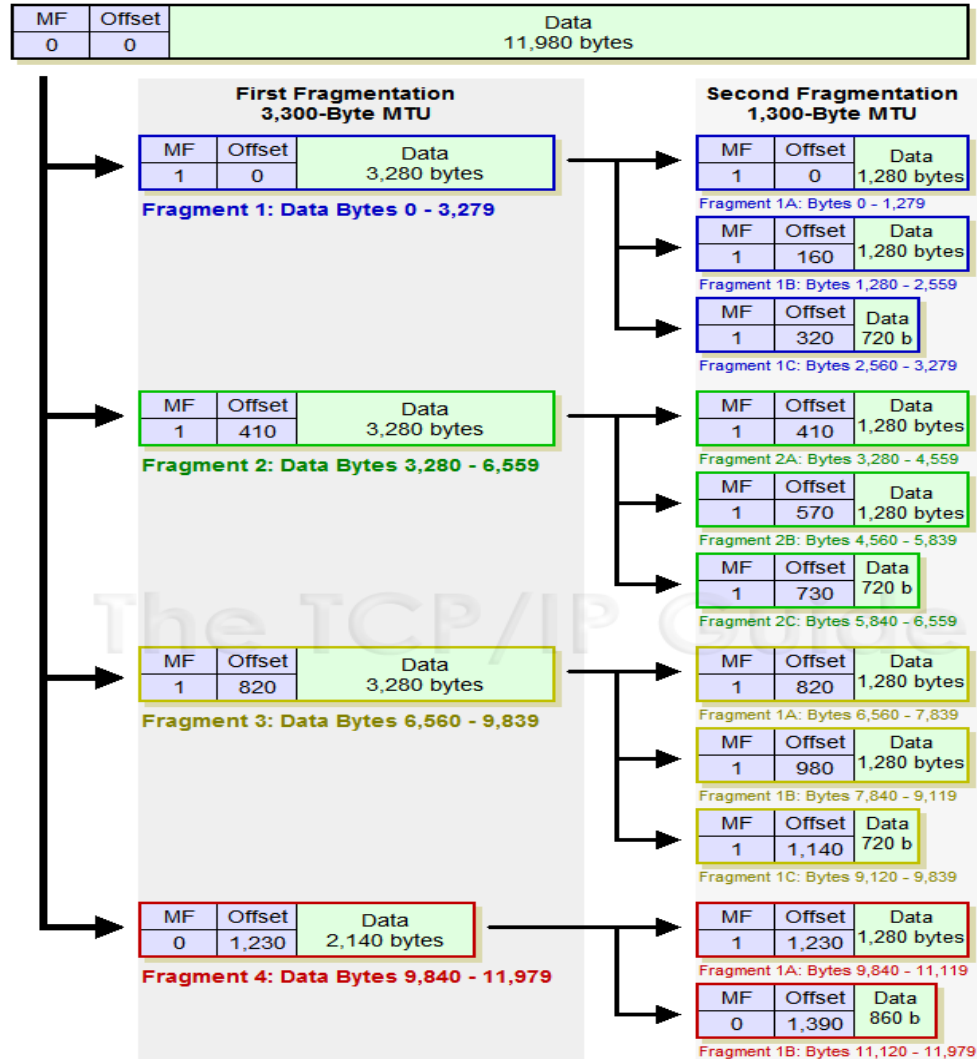 MF Offset Data
0 0 11,980 bytes
First Fragmentation
3,300-Byte MTU
MF Offset Data
1 0 3,280 bytes
Fragment 1: Data Bytes 0 - 3,279
MF Offset Data
1 410 3,280 bytes
Fragment 2: Data Bytes 3,280 - 6,559
MF Offset Data
1 820 3,280 bytes
Fragment 3: Data Bytes 6,560 - 9,839
MF Offset Data
0 1,230 2,140 bytes
Fragment 4: Data Bytes 9,840 - 11,979
Second Fragmentation
1,300-Byte MTU
MF Offset Data
1 0 1,280 bytes
Fragment 1A: Bytes 0 - 1,279
MF Offset Data
1 160 1,280 bytes
Fragment 1B: Bytes 1,280 - 2,559
MF Offset Data
1 320 720 b
Fragment 1C: Bytes 2,560 - 3,279
MF Offset Data
1 410 1,280 bytes
Fragment 2A: Bytes 3,280 - 4,559
MF Offset Data
1 570 1,280 bytes
Fragment 2B: Bytes 4,560 - 5,839
MF Offset Data
1 730 720 b
Fragment 2C: Bytes 5,840 - 6,559
MF Offset Data
1 820 1,280 bytes
Fragment 1A: Bytes 6,560 - 7,839
MF Offset Data
1 980 1,280 bytes
Fragment 1B: Bytes 7,840 - 9,119
MF Offset Data
1 1,140 720 b
Fragment 1C: Bytes 9,120 - 9,839
MF Offset Data
1 1,230 1,280 bytes
Fragment 1A: Bytes 9,840 - 11,119
MF Offset Data
0 1,390 860 b
Fragment 1B: Bytes 11,120 - 11,979
The TCP/IP Guide